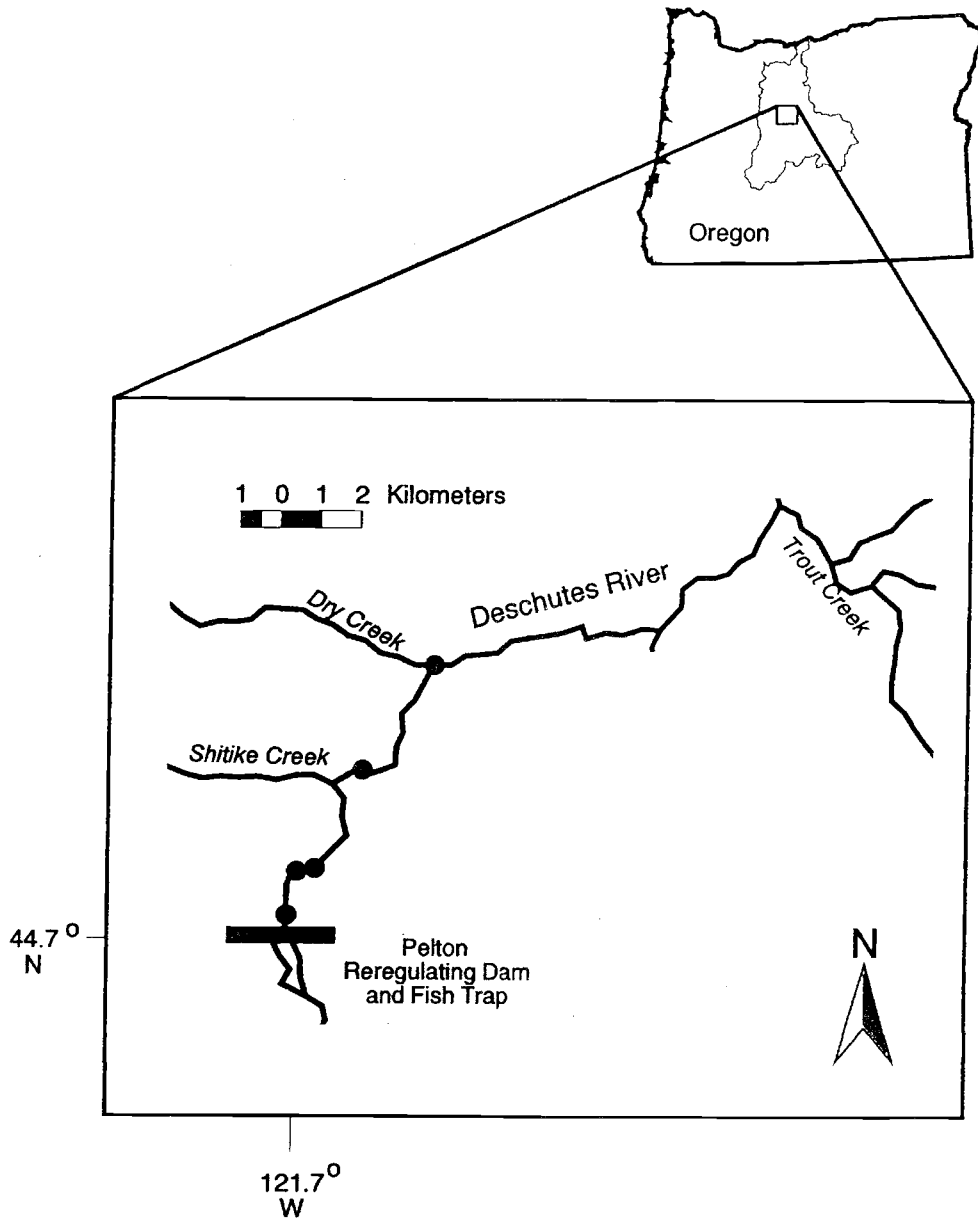 Oregon
1 0 1 2 Kilometers
Dry Creek
Deschutes River
Trout Creek
Shitike Creek
44.7 o
N
Pelton
Reregulating Dam
and Fish Trap
N
121.7 o
W